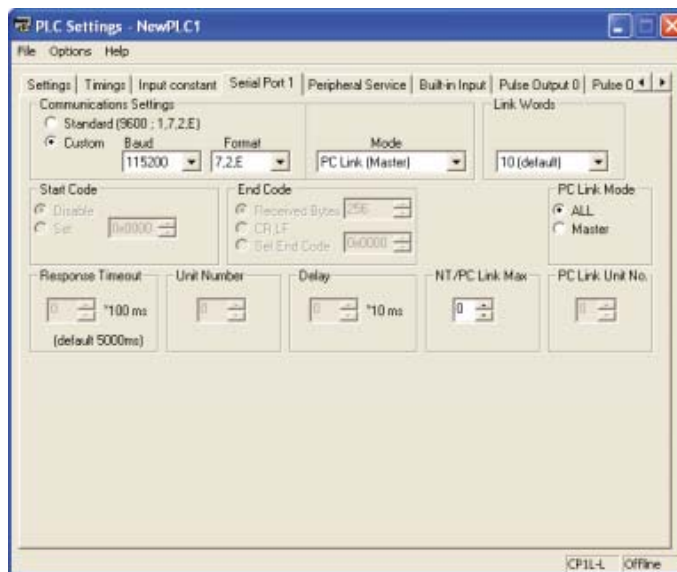 PLC Settings - NewPLC1
File Options Help
Settings Timings Input constant Serial Port 1 Peripheral Service Built-in Input Pulse Output 0 Pulse O
Communications Settings
Link Words
Standard (9600 ; 1,7,2,E)
Custom Baud Format Mode
115200 7,2,E PC Link (Master) 10 (default)
Start Code End Code PC Link Mode
Disable Received Bytes 256 ALL
Set 0x0000 CR,LF Master
Set End Code 0x0000
Response Timeout Unit Number Delay NT/PC Link Max PC Link Unit No.
0 *100 ms 0 0 *10 ms 0 0
(default 5000ms)
CP1L-L Offline